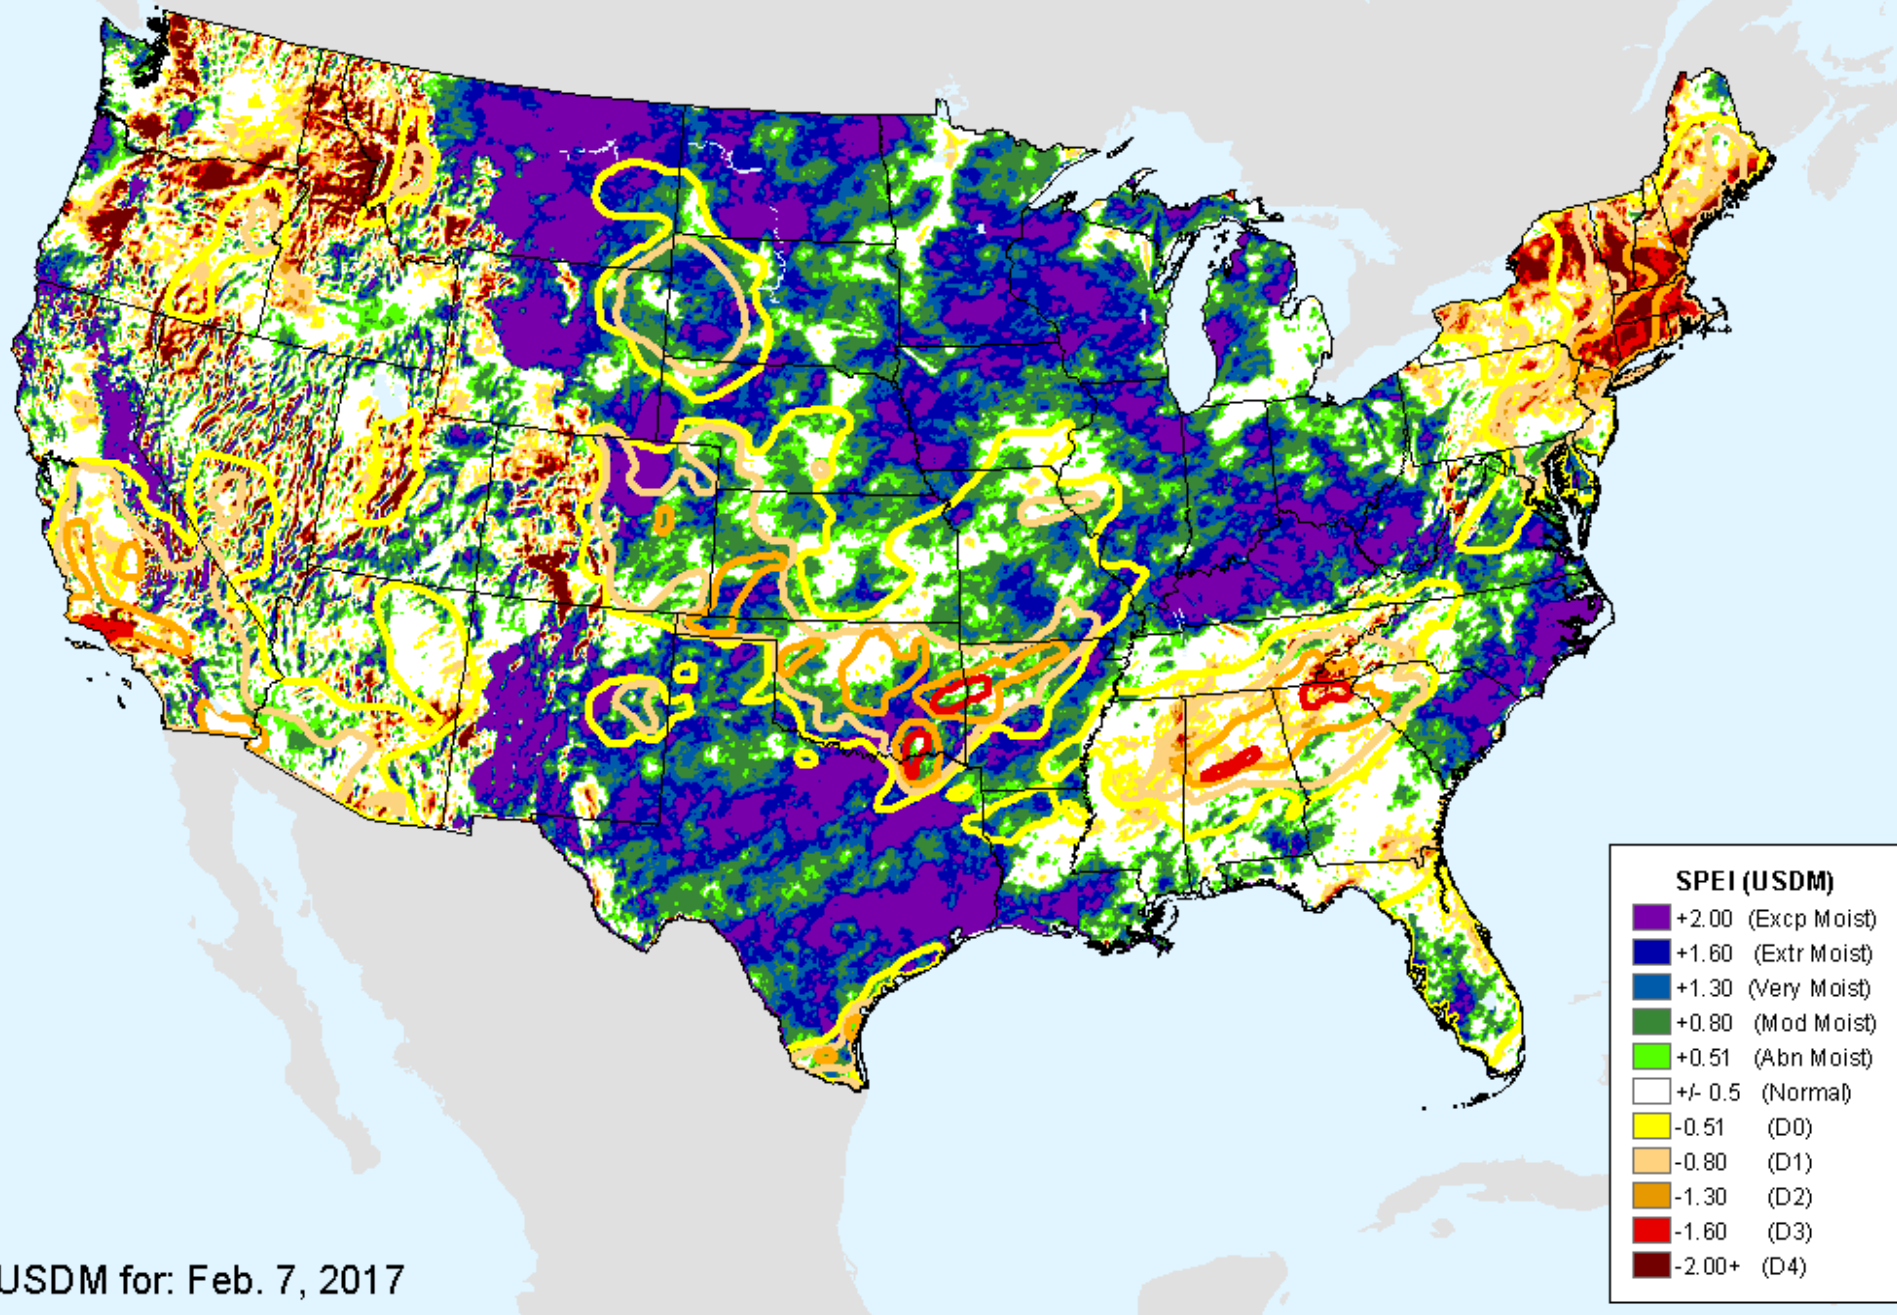 SPEI (USDM)
+2.00 (Excp Moist)
+1.60 (Extr Moist)
+1.30 (Very Moist)
+0.80 (Mod Moist)
+0.51 (Abn Moist)
+/- 0.5 (Normal)
-0.51 (D0)
-0.80 (D1)
-1.30 (D2)
-1.60 (D3)
-2.00+ (D4)
USDM for: Feb. 7, 2017